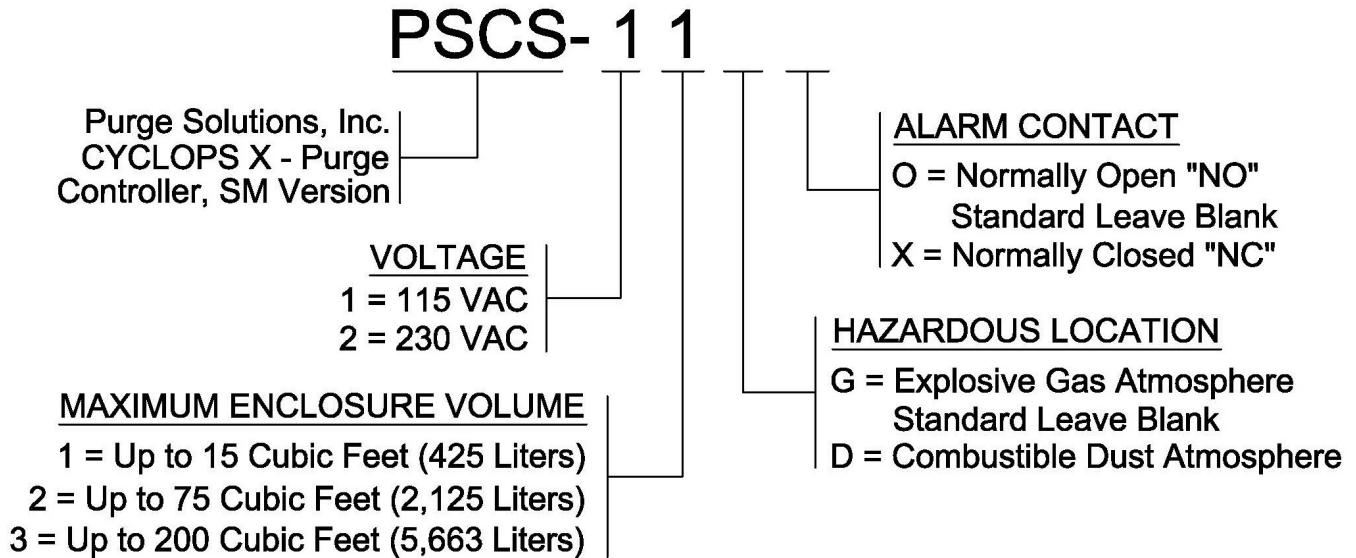 PSCS- 1 1
Purge Solutions, Inc.
CYCLOPS X - Purge
Controller, SM Version
VOLTAGE
1 = 115 VAC
2 = 230 VAC
MAXIMUM ENCLOSURE VOLUME
1 = Up to 15 Cubic Feet (425 Liters)
2 = Up to 75 Cubic Feet (2,125 Liters)
3 = Up to 200 Cubic Feet (5,663 Liters)
ALARM CONTACT
O = Normally Open "NO"
Standard Leave Blank
X = Normally Closed "NC"
HAZARDOUS LOCATION
G = Explosive Gas Atmosphere
Standard Leave Blank
D = Combustible Dust Atmosphere